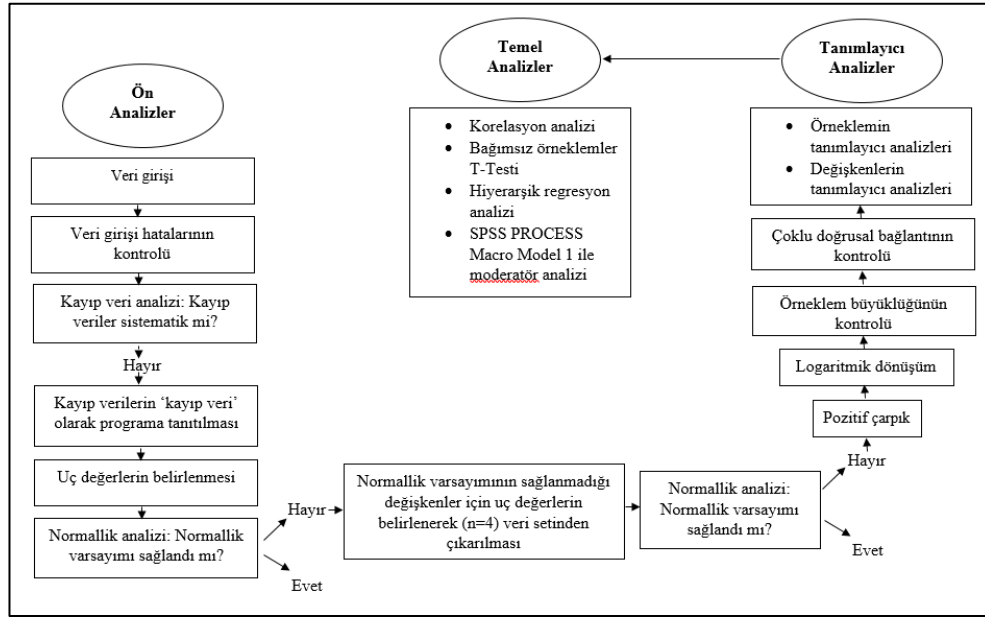 Ön
Analizler
Veri girişi
Veri girişi hatalarının
kontrolü
Kayıp veri analizi: Kayıp
veriler sistematik mi?
Hayır
Kayıp verilerin ‘kayıp veri’
olarak programa tanıtılması
Uç değerlerin belirlenmesi
Normallik analizi: Normallik
varsayımı sağlandı mı?
Hayır
Evet
Normallik varsayımının sağlanmadığı
değişkenler için uç değerlerin
belirlenerek (n=4) veri setinden
çıkarılması
Normallik analizi:
Normallik varsayımı
sağlandı mı?
Hayır
Evet
Pozitif çarpık
Logaritmik dönüşüm
Örneklem büyüklüğünün
kontrolü
Çoklu doğrusal bağlantının
kontrolü
Tanımlayıcı
Analizler
• Örneklemin
tanımlayıcı analizleri
• Değişkenlerin
tanımlayıcı analizleri
Temel
Analizler
• Korelasyon analizi
• Bağımsız örneklemler
T-Testi
• Hiyerarşik regresyon
analizi
• SPSS PROCESS
Macro Model 1 ile
moderatör analizi